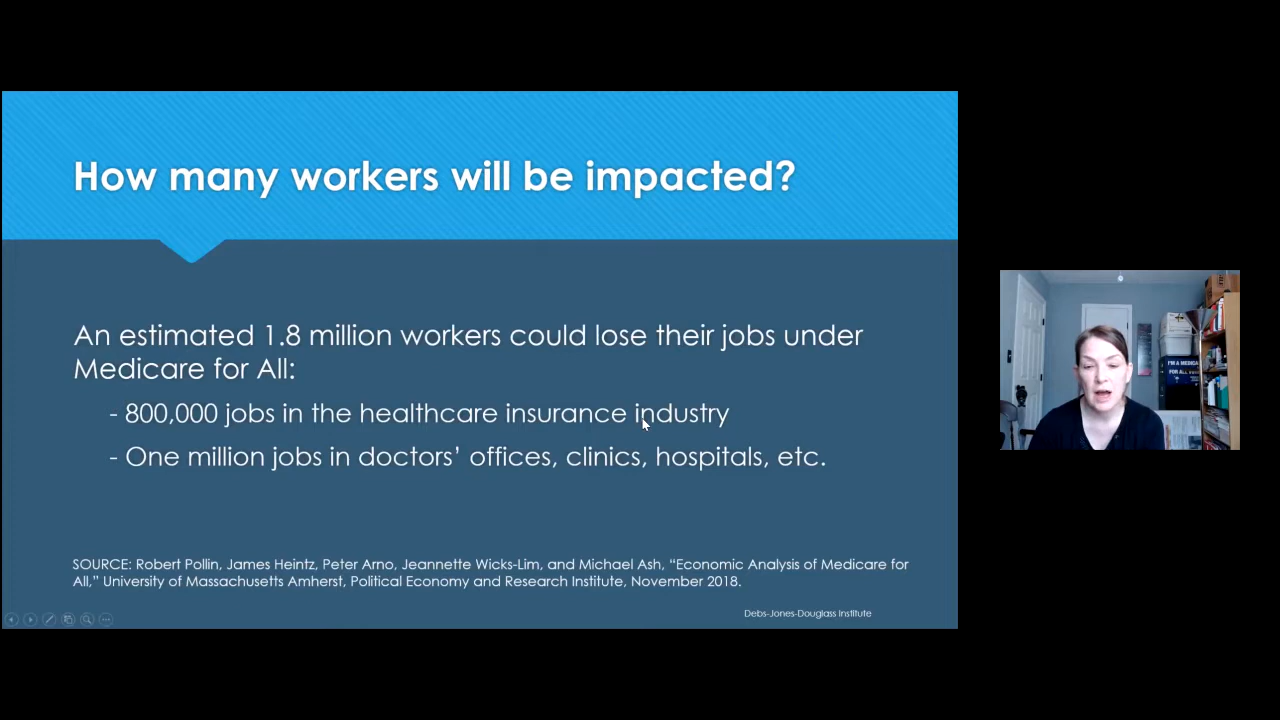 How many workers will be impacted?
An estimated 1.8 million workers could lose their jobs under
Medicare for All:
- 800,000 jobs in the healthcare insurance industry
- One million jobs in doctors’ offices, clinics, hospitals, etc.
SOURCE: Robert Pollin, James Heintz, Peter Arno, Jeannette Wicks-Lim, and Michael Ash, “Economic Analysis of Medicare for
All,” University of Massachusetts Amherst, Political Economy and Research Institute, November 2018.
Debs-Jones-Douglass Institute
I'M A MEDICA
FOR ALL